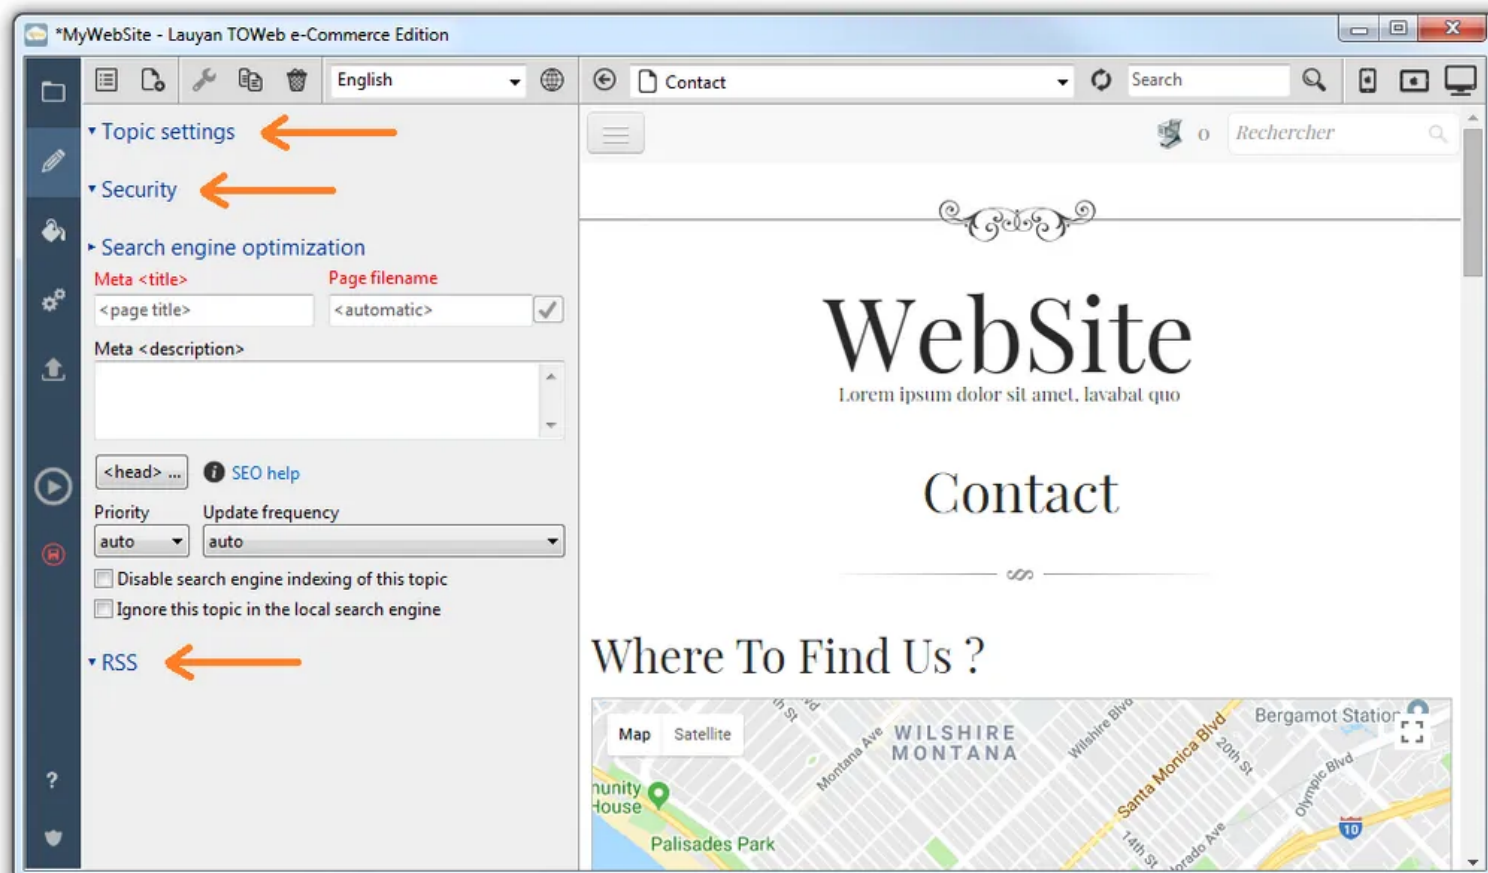 *MyWebSite - Lauyan TOWeb e-Commerce Edition
English
Contact
Search
Topic settings
Security
Search engine optimization
Meta <title> Page filename
<page title> <automatic>
Meta <description>
<head> ... SEO help
Priority Update frequency
auto auto
Disable search engine indexing of this topic
Ignore this topic in the local search engine
RSS
?
0 Rechercher
WebSite
Lorem ipsum dolor sit amet, lavabat quo
Contact
Where To Find Us ?
Map Satellite
WILSHIRE
MONTANA
Montana Ave
Wilshire Blvd
Santa Monica Blvd
20th St
Bergamot Station
Olympic Blvd
10
14th St
House
Palisades Park